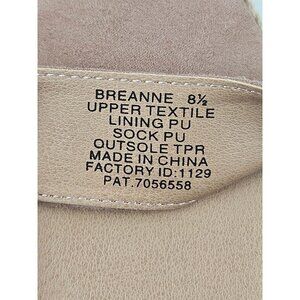 BREANNE 8½
UPPER TEXTILE
LINING PU
SOCK PU
OUTSOLE TPR
MADE IN CHINA
FACTORY ID:1129
PAT.7056558